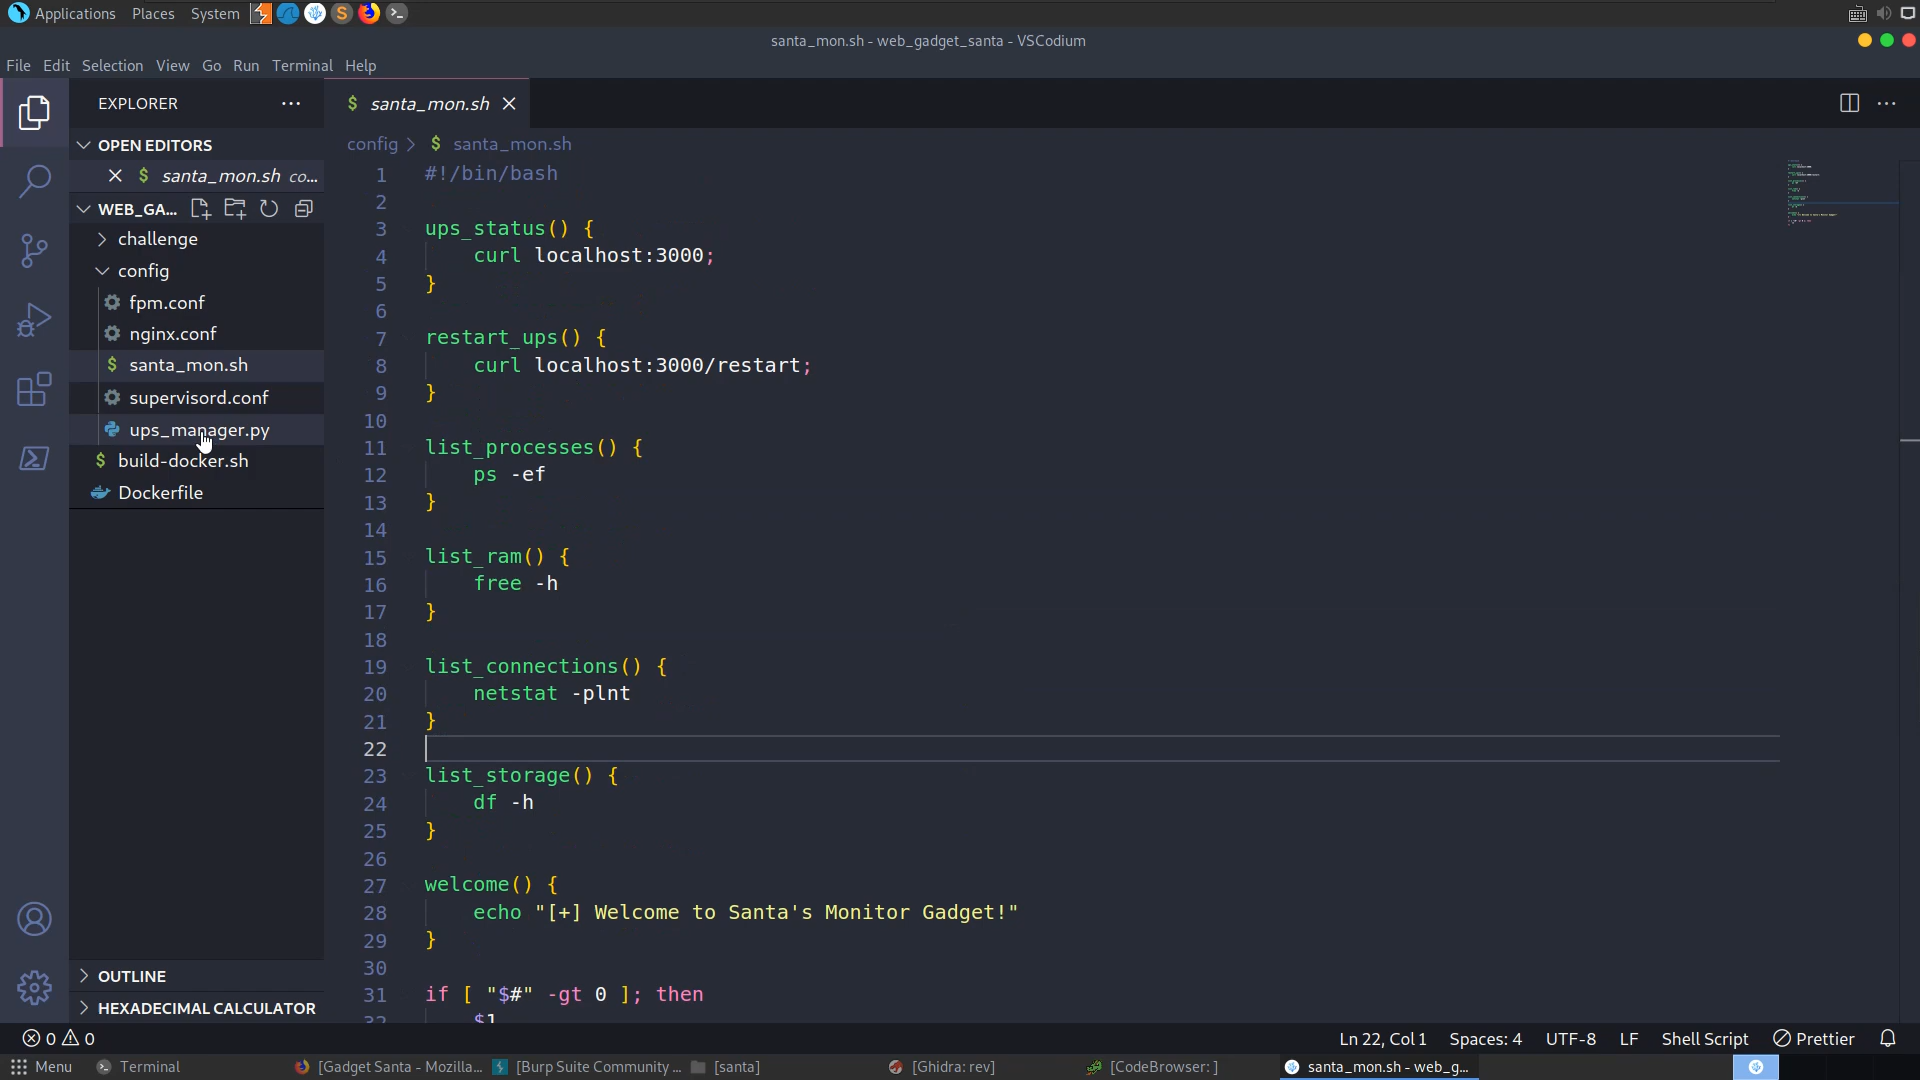 Applications Places System
santa_mon.sh - web_gadget_santa - VSCodium
File Edit Selection View Go Run Terminal Help
EXPLORER
santa_mon.sh
OPEN EDITORS
santa_mon.sh co...
WEB_GA...
challenge
config
fpm.conf
nginx.conf
santa_mon.sh
supervisord.conf
ups_manager.py
build-docker.sh
Dockerfile
OUTLINE
HEXADECIMAL CALCULATOR
config > $ santa_mon.sh
1 #!/bin/bash
2
3 ups_status() {
4 curl localhost:3000;
5 }
6
7 restart_ups() {
8 curl localhost:3000/restart;
9 }
10
11 list_processes() {
12 ps -ef
13 }
14
15 list_ram() {
16 free -h
17 }
18
19 list_connections() {
20 netstat -plnt
21 }
22
23 list_storage() {
24 df -h
25 }
26
27 welcome() {
28 echo "[+] Welcome to Santa's Monitor Gadget!"
29 }
30
31 if [ "$#" -gt 0 ]; then
32 $1
0 0
Ln 22, Col 1 Spaces: 4 UTF-8 LF Shell Script Prettier
Menu Terminal [Gadget Santa - Mozilla... [Burp Suite Community ... [santa] [Ghidra: rev] [CodeBrowser: ] santa_mon.sh - web_g...